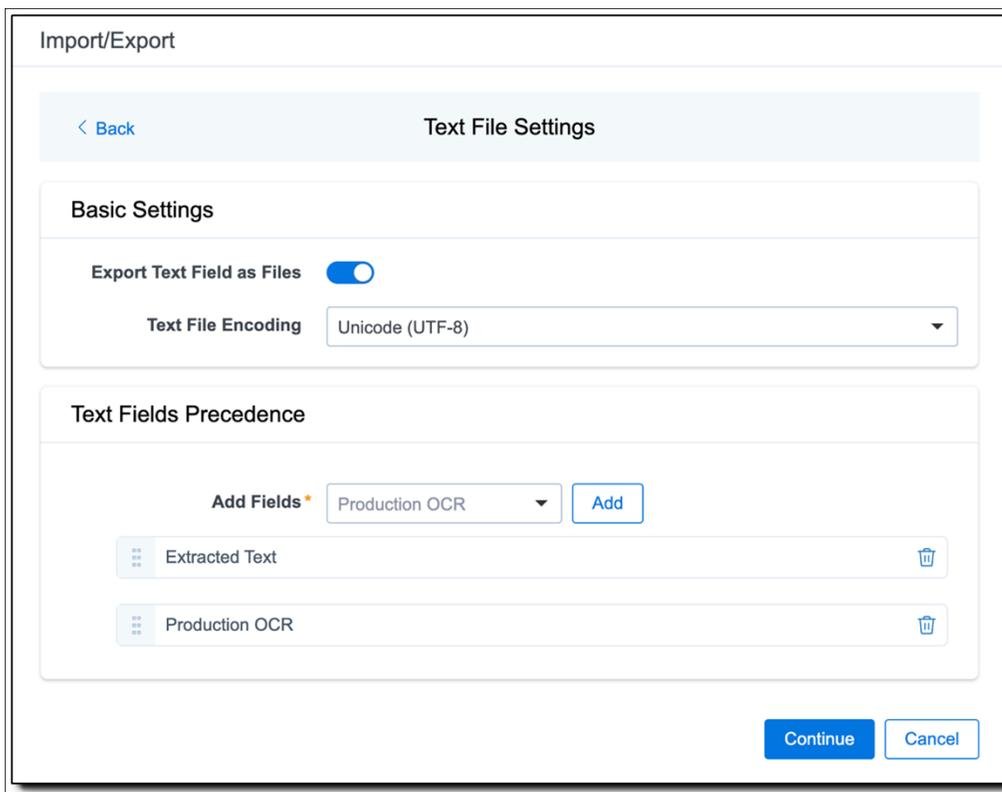 Import/Export
Back
Text File Settings
Basic Settings
Export Text Field as Files
Text File Encoding
Unicode (UTF-8)
Text Fields Precedence
Add Fields*
Production OCR
Add
Extracted Text
Production OCR
Continue
Cancel